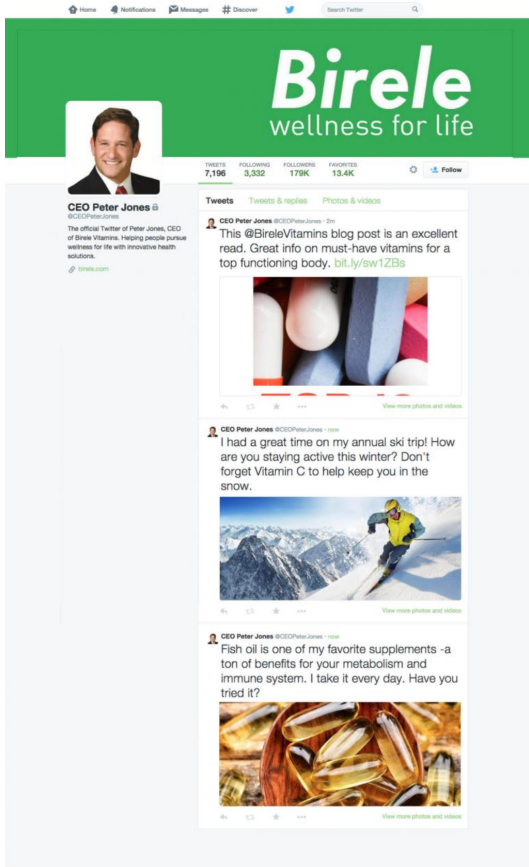 Home Notifications Messages Discover Search Twitter
Birele
wellness for life
TWEETS FOLLOWING FOLLOWERS FAVORITES
7,196 3,332 179K 13.4K Follow
CEO Peter Jones
@CEOPeterJones
The official Twitter of Peter Jones, CEO
of Birele Vitamins. Helping people pursue
wellness for life with innovative health
solutions.
birele.com
Tweets Tweets & replies Photos & videos
CEO Peter Jones @CEOPeterJones · 2m
This @BireleVitamins blog post is an excellent
read. Great info on must-have vitamins for a
top functioning body. bit.ly/sw1ZBs
View more photos and videos
CEO Peter Jones @CEOPeterJones · now
I had a great time on my annual ski trip! How
are you staying active this winter? Don't
forget Vitamin C to help keep you in the
snow.
View more photos and videos
CEO Peter Jones @CEOPeterJones · now
Fish oil is one of my favorite supplements -a
ton of benefits for your metabolism and
immune system. I take it every day. Have you
tried it?
View more photos and videos